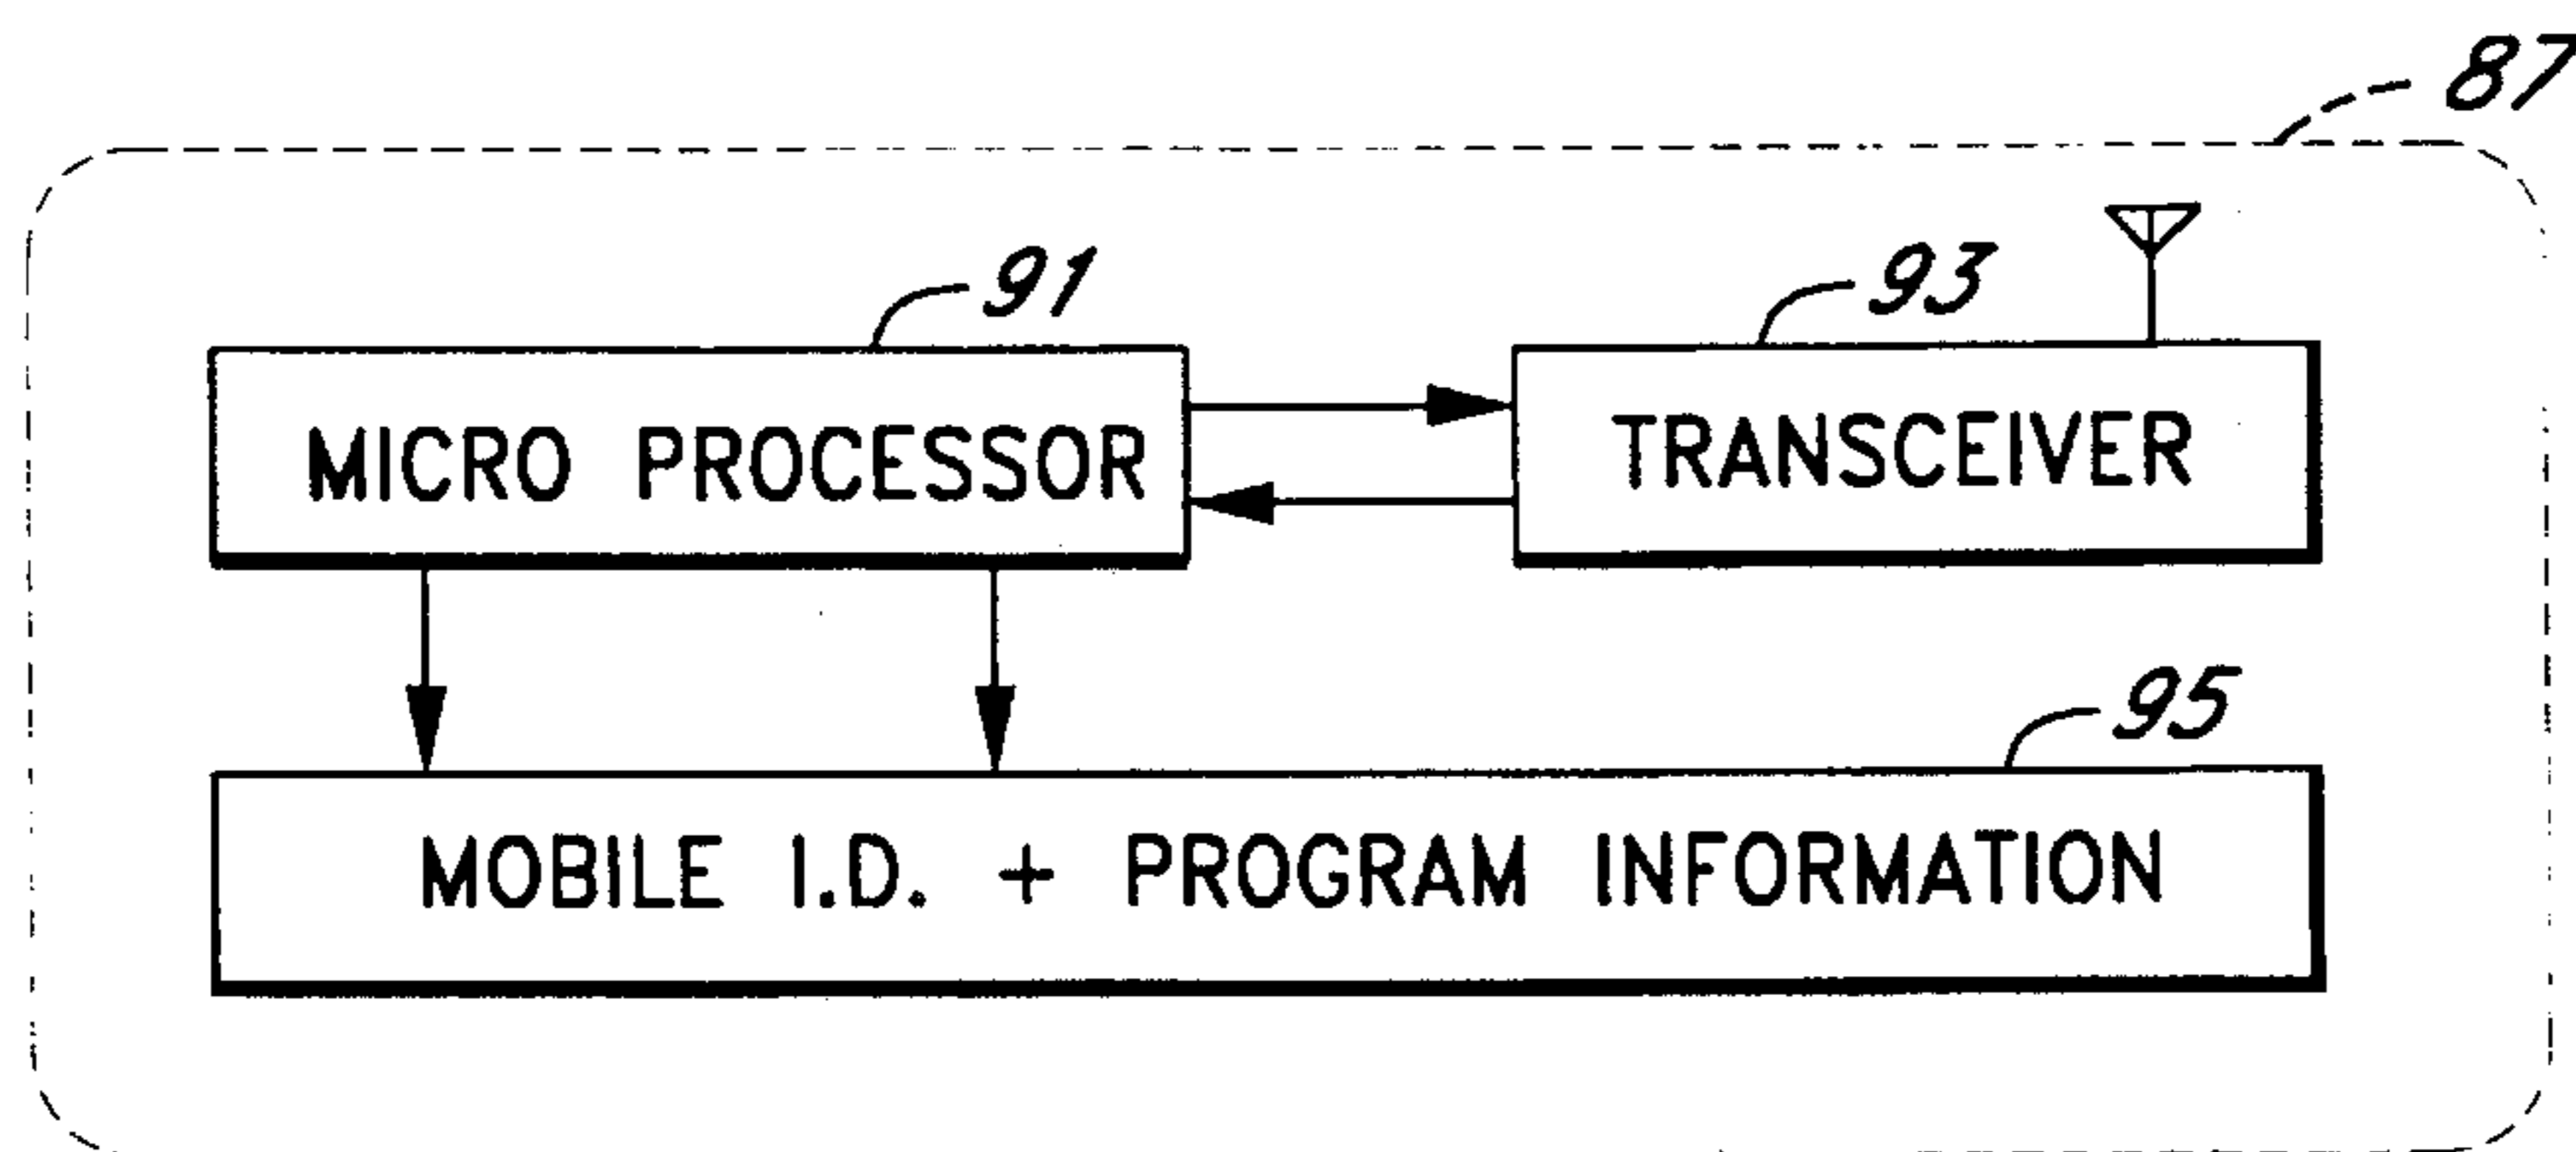 87
91
93
MICRO PROCESSOR
TRANSCEIVER
95
MOBILE I.D. + PROGRAM INFORMATION